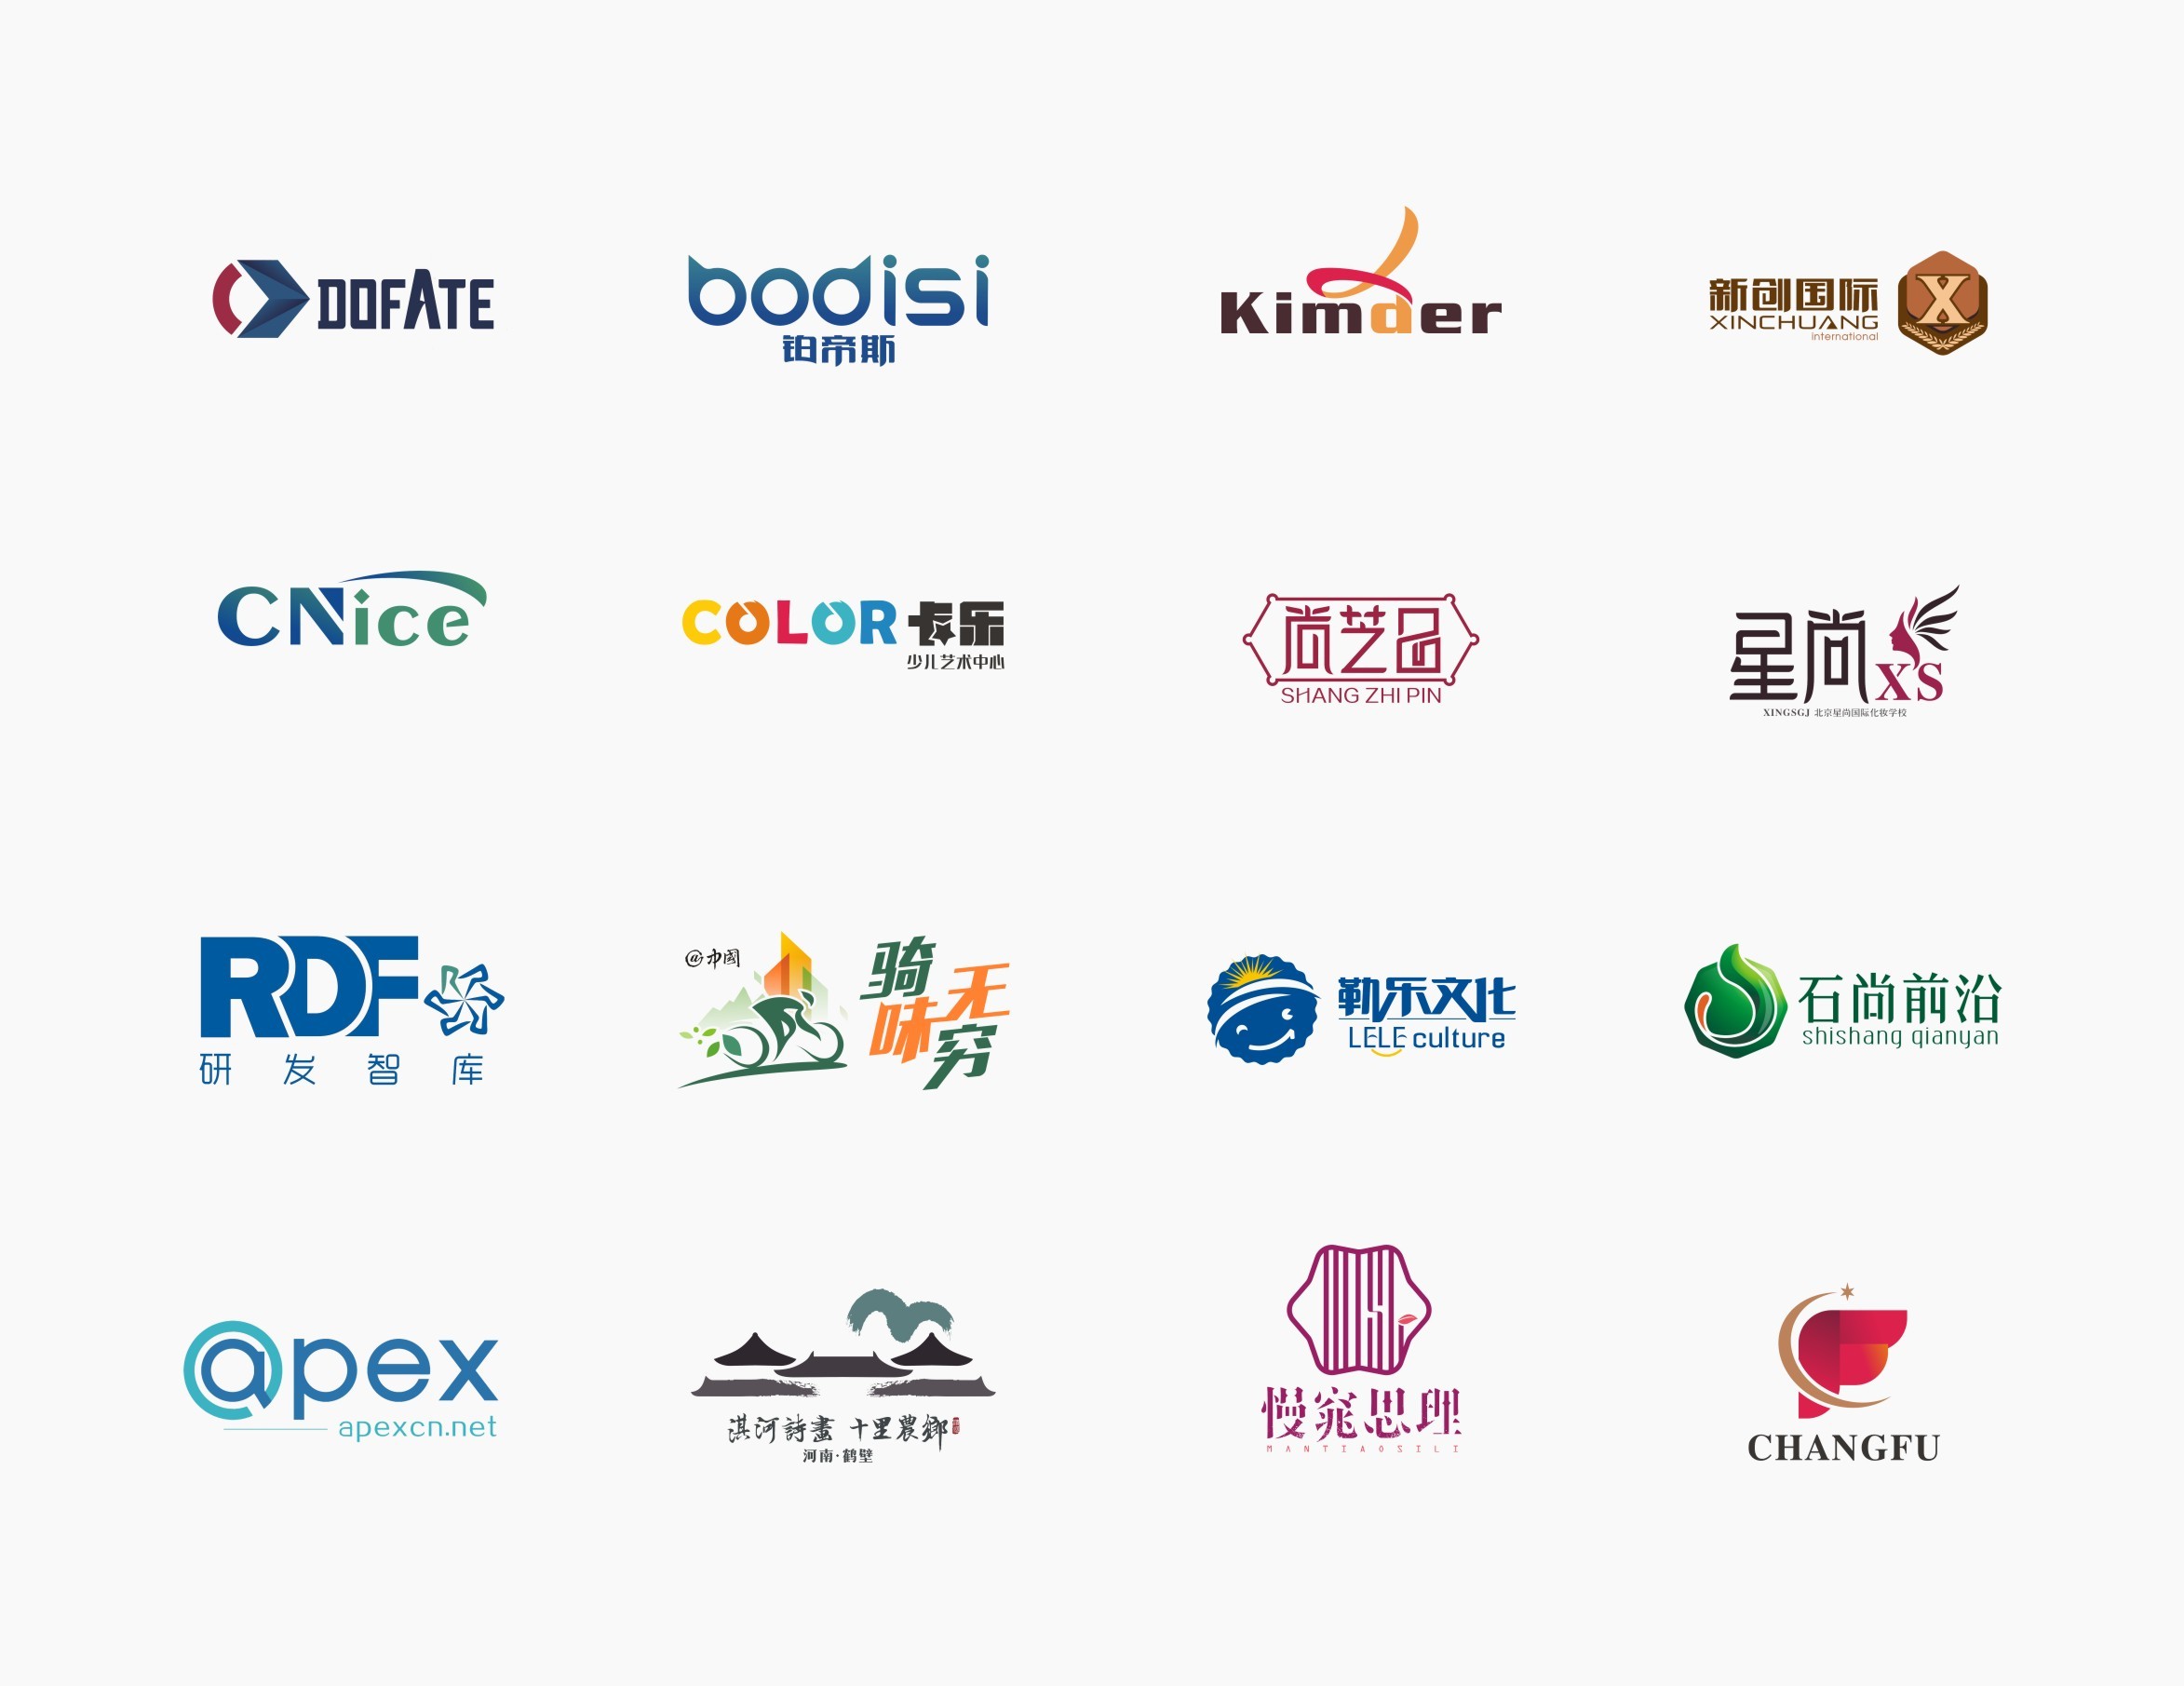 DOFATE
bodisi
铂帝斯
Kimder
新创国际
XINCHUANG
international
X
CNice
COLOR 卡乐
少儿艺术中心
尚艺品
SHANG ZHI PIN
星尚
XS
XINGSGJ 北京星尚国际化妆学校
RDF
研发智库
@中國
骑
味无
穷
勒乐文化
LELE culture
石尚前沿
shishang qianyan
apex
apexcn.net
淇河詩畫 十里農鄉
河南·鹤壁
慢窕思理
MANTIAOSILI
CHANGFU